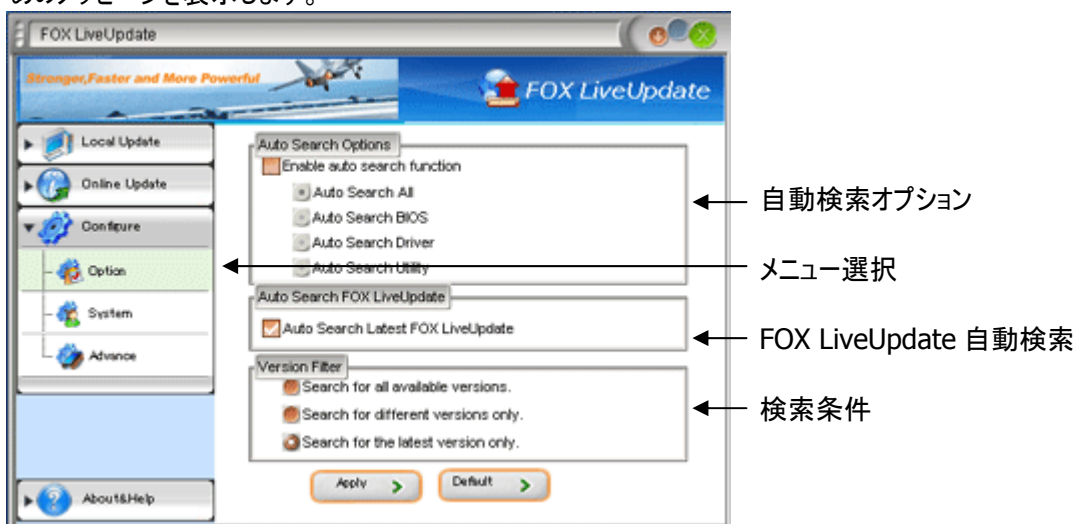 めのメッセージを表示します。
FOX LiveUpdate
Stronger,Faster and More Powerful
FOX LiveUpdate
Local Update
Online Update
Configure
Option
System
Advance
About&Help
Auto Search Options
Enable auto search function
Auto Search All
Auto Search BIOS
Auto Search Driver
Auto Search Utility
Auto Search FOX LiveUpdate
Auto Search Latest FOX LiveUpdate
Version Filter
Search for all available versions.
Search for different versions only.
Search for the latest version only.
Apply
Default
自動検索オプション
メニュー選択
FOX LiveUpdate 自動検索
検索条件